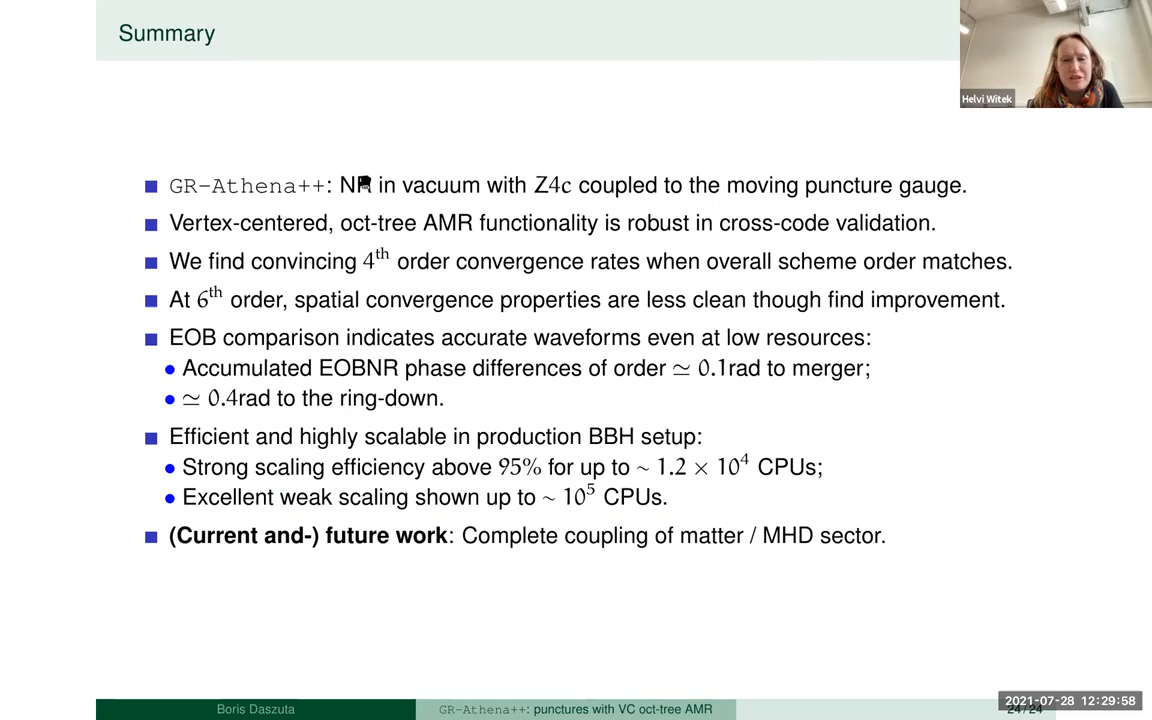 Summary
Helvi Witek
GR-Athena++: NR in vacuum with Z4c coupled to the moving puncture gauge.
Vertex-centered, oct-tree AMR functionality is robust in cross-code validation.
We find convincing 4th order convergence rates when overall scheme order matches.
At 6th order, spatial convergence properties are less clean though find improvement.
EOB comparison indicates accurate waveforms even at low resources:
Accumulated EOBNR phase differences of order ≃ 0.1rad to merger;
≃ 0.4rad to the ring-down.
Efficient and highly scalable in production BBH setup:
Strong scaling efficiency above 95% for up to ∼ 1.2 × 10⁴ CPUs;
Excellent weak scaling shown up to ∼ 10⁵ CPUs.
(Current and-) future work: Complete coupling of matter / MHD sector.
2021-07-28 12:29:58
Boris Daszuta
GR-Athena++: punctures with VC oct-tree AMR
24/24